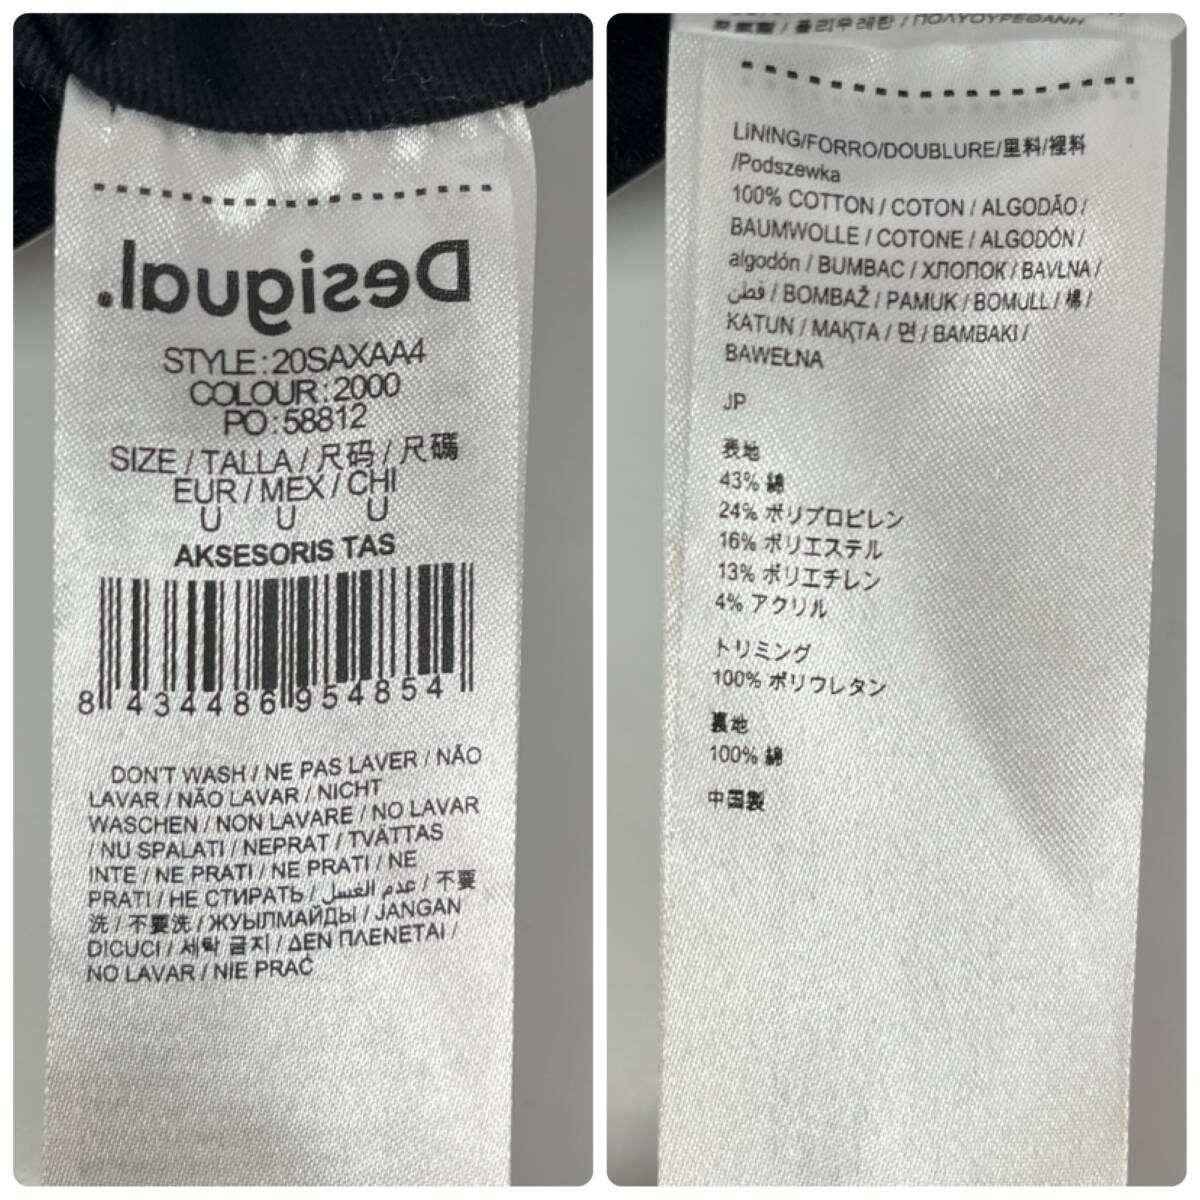 Desigual.
STYLE : 20SAXAA4
COLOUR : 2000
PO : 58812
SIZE / TALLA / 尺码 / 尺碼
EUR / MEX / CHI
U U U
AKSESORIS TAS
8 434486 954854
DON'T WASH / NE PAS LAVER / NÃO
LAVAR / NÃO LAVAR / NICHT
WASCHEN / NON LAVARE / NO LAVAR
/ NU SPALATI / NEPRAT / TVÄTTAS
INTE / NE PRATI / NE PRATI / NE
PRATI / НЕ СТИРАТЬ / عدم الغسل / 不要
洗 / 不要洗 / ЖУЫЛМАЙДЫ / JANGAN
DICUCI / 세탁 금지 / ΔΕΝ ΠΛΕΝΕΤΑΙ /
NO LAVAR / NIE PRAĆ
/ 폴리우레탄 / ΠΟΛΥΟΥΡΕΘΑΝΗ
LiNING/FORRO/DOUBLURE/里料/裡料
/Podszewka
100% COTTON / COTON / ALGODÃO /
BAUMWOLLE / COTONE / ALGODÓN /
algodón / BUMBAC / ХЛОПОК / BAVLNA /
قطن / BOMBAŽ / PAMUK / BOMULL / 棉 /
KATUN / МАҚТА / 면 / BAMBAKI /
BAWEŁNA
JP
表地
43% 綿
24% ポリプロピレン
16% ポリエステル
13% ポリエチレン
4% アクリル
トリミング
100% ポリウレタン
裏地
100% 綿
中国製